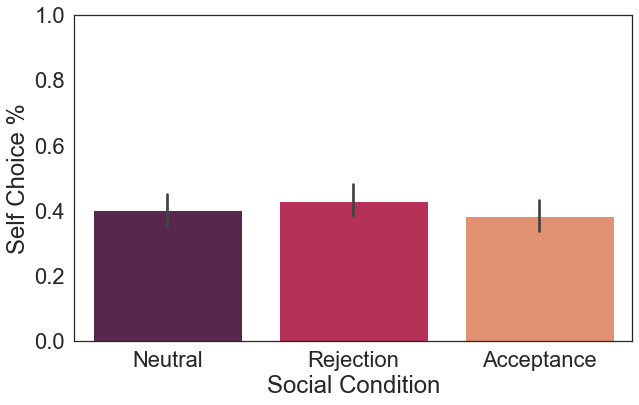 1.0
0.8
0.6
0.4
0.2
0.0
Self Choice %
Neutral
Rejection
Acceptance
Social Condition